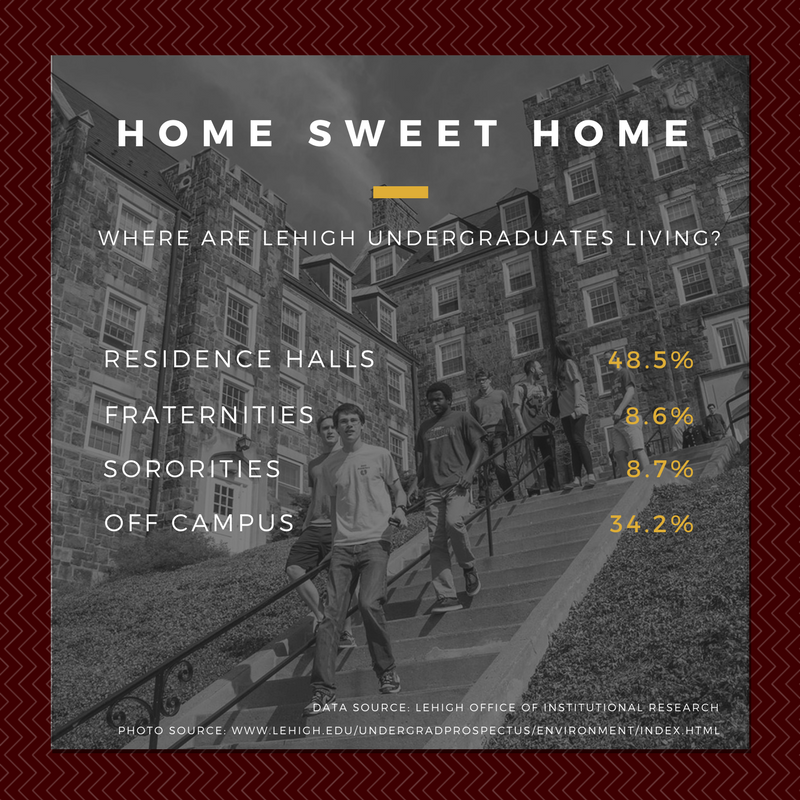 HOME SWEET HOME
WHERE ARE LEHIGH UNDERGRADUATES LIVING?
RESIDENCE HALLS 48.5%
FRATERNITIES 8.6%
SORORITIES 8.7%
OFF CAMPUS 34.2%
DATA SOURCE: LEHIGH OFFICE OF INSTITUTIONAL RESEARCH
PHOTO SOURCE: WWW.LEHIGH.EDU/UNDERGRADPROSPECTUS/ENVIRONMENT/INDEX.HTML